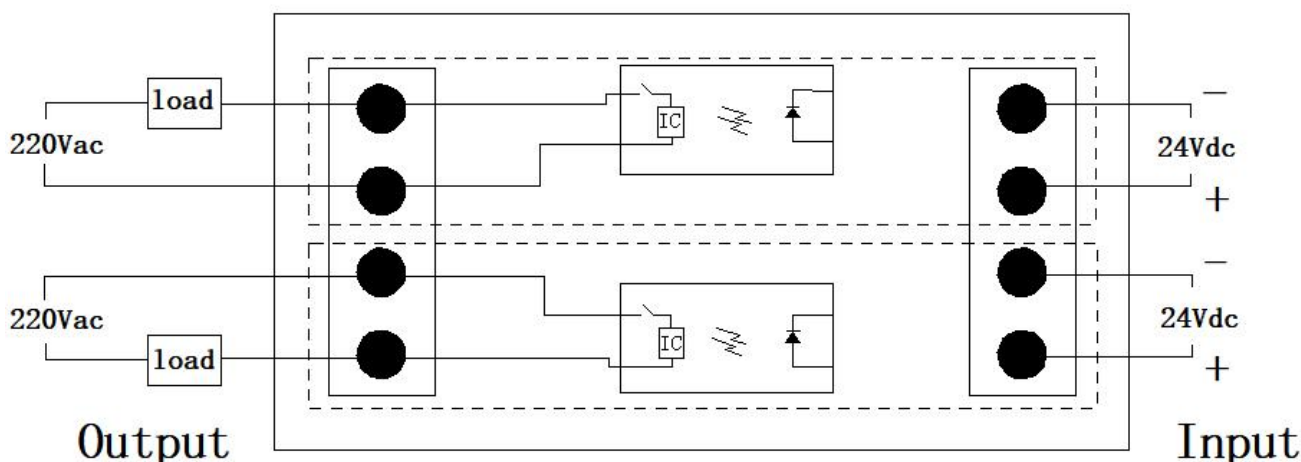 load
220Vac
IC
−
24Vdc
+
220Vac
load
IC
−
24Vdc
+
Output
Input